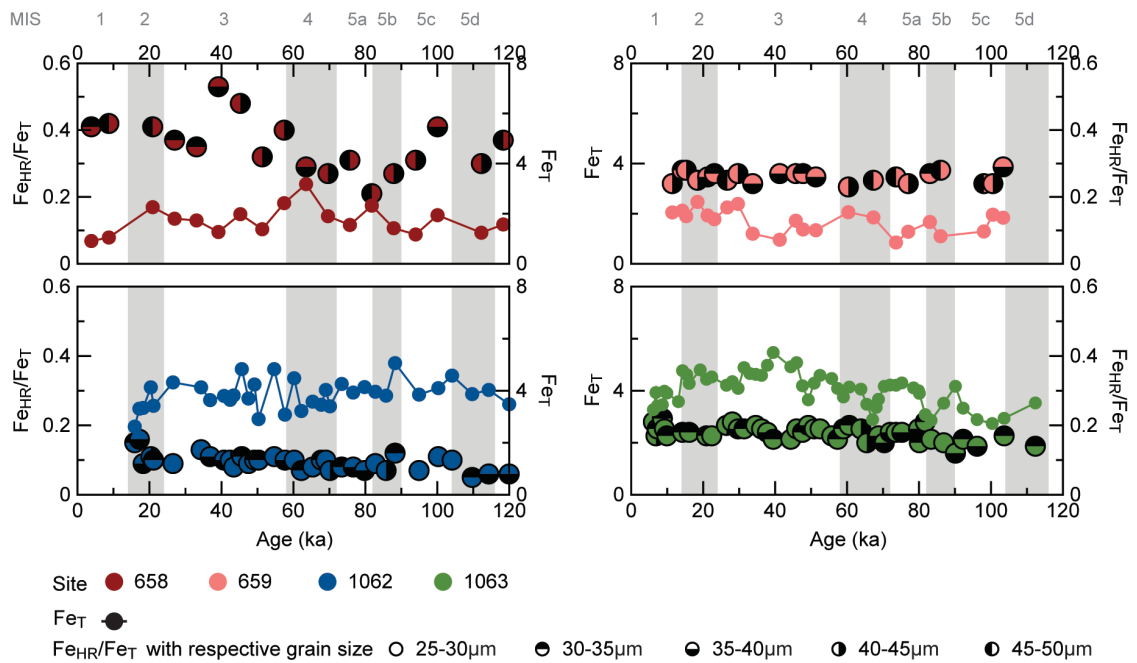 MIS 1 2 3 4 5a 5b 5c 5d 1 2 3 4 5a 5b 5c 5d
0 20 40 60 80 100 120 0 20 40 60 80 100 120
0.6 8 8 0.6
0.4 0.4
FeHR/FeT 4 FeT FeT 4 FeHR/FeT
0.2 0.2
0 0 0 0
0.6 8 8 0.6
0.4 0.4
FeHR/FeT 4 FeT FeT 4 FeHR/FeT
0.2 0.2
0 0 0 0
0 20 40 60 80 100 120 0 20 40 60 80 100 120
Age (ka) Age (ka)
Site 658 659 1062 1063
FeT
FeHR/FeT with respective grain size 25-30µm 30-35µm 35-40µm 40-45µm 45-50µm